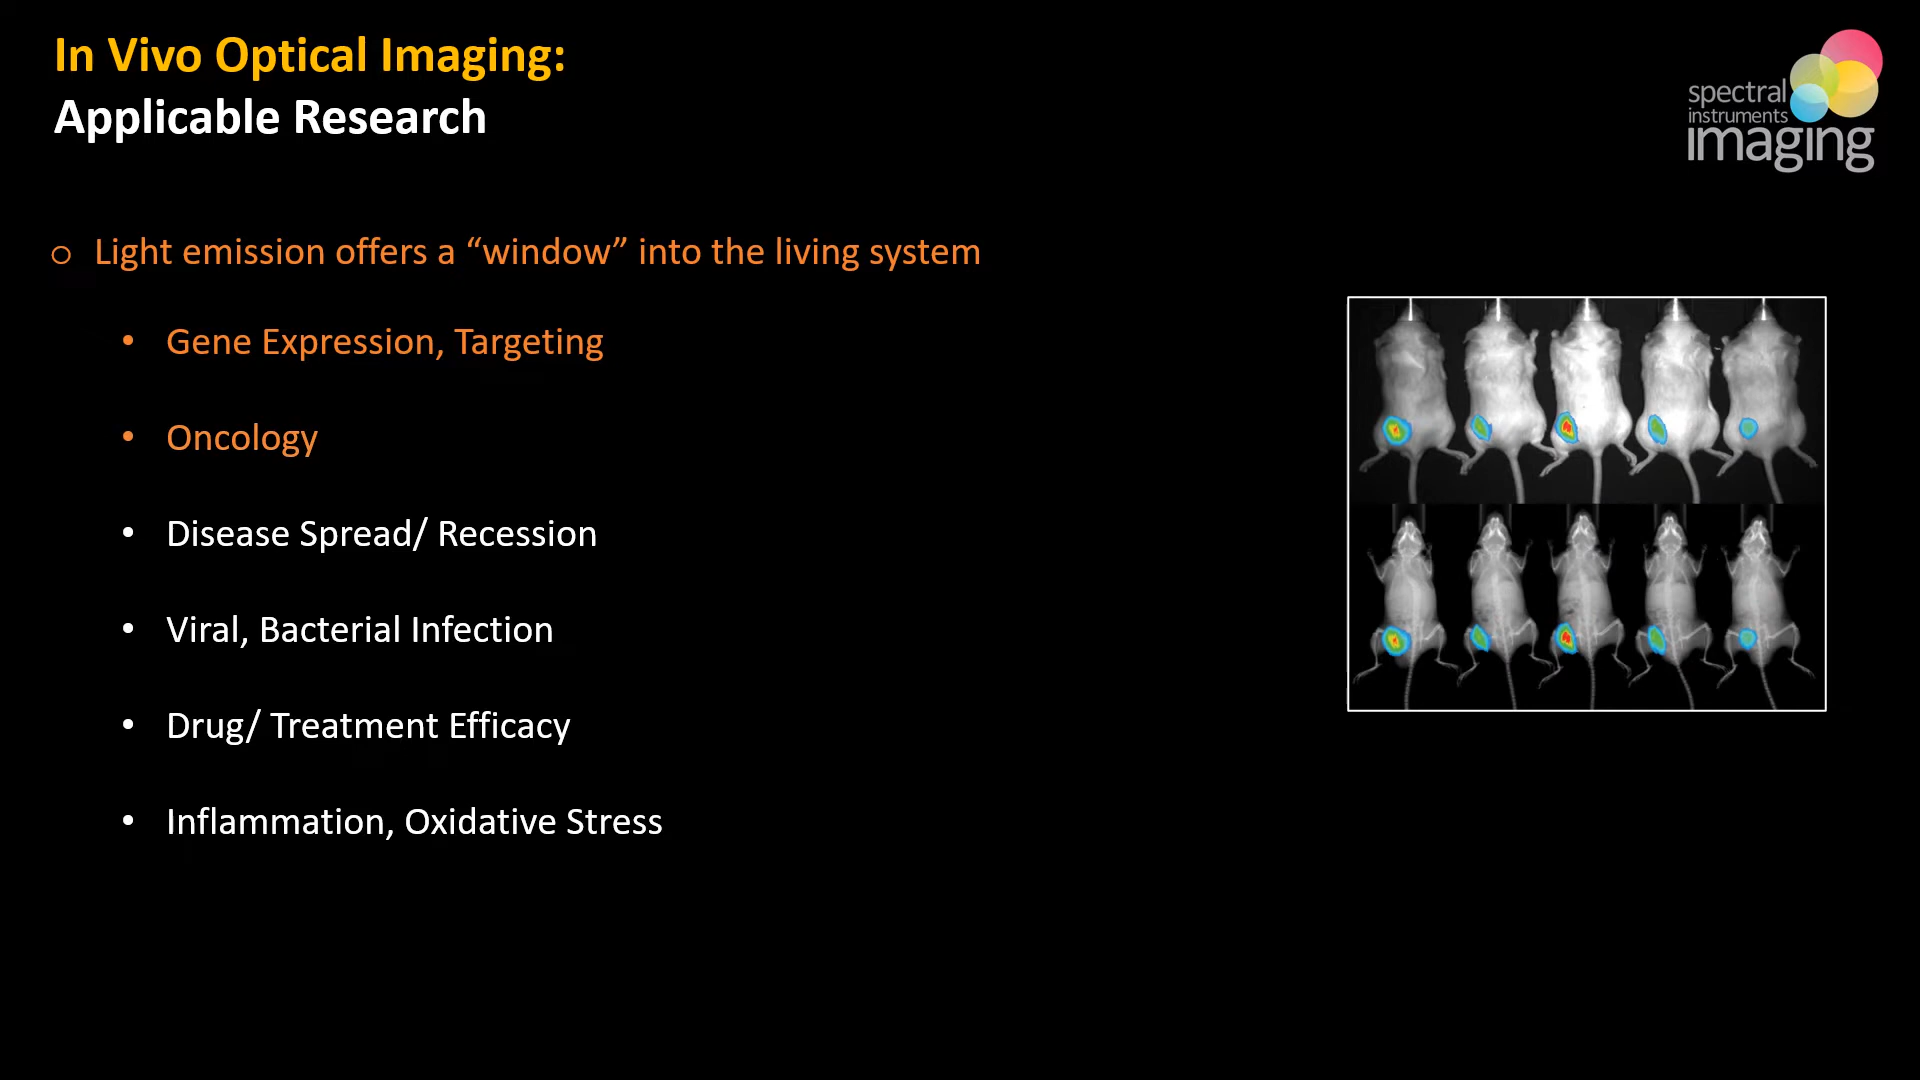 In Vivo Optical Imaging:
Applicable Research
spectral
instruments
imaging
o Light emission offers a “window” into the living system
• Gene Expression, Targeting
• Oncology
• Disease Spread/ Recession
• Viral, Bacterial Infection
• Drug/ Treatment Efficacy
• Inflammation, Oxidative Stress